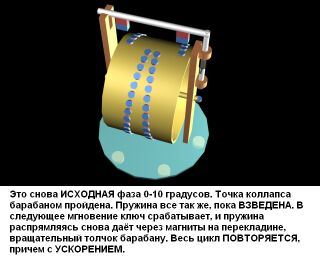 Это снова ИСХОДНАЯ фаза 0-10 градусов. Точка коллапса
барабаном пройдена. Пружина все так же, пока ВЗВЕДЕНА. В
следующее мгновение ключ срабатывает, и пружина
распрямляясь снова даёт через магниты на перекладине,
вращательный толчок барабану. Весь цикл ПОВТОРЯЕТСЯ,
причем с УСКОРЕНИЕМ.